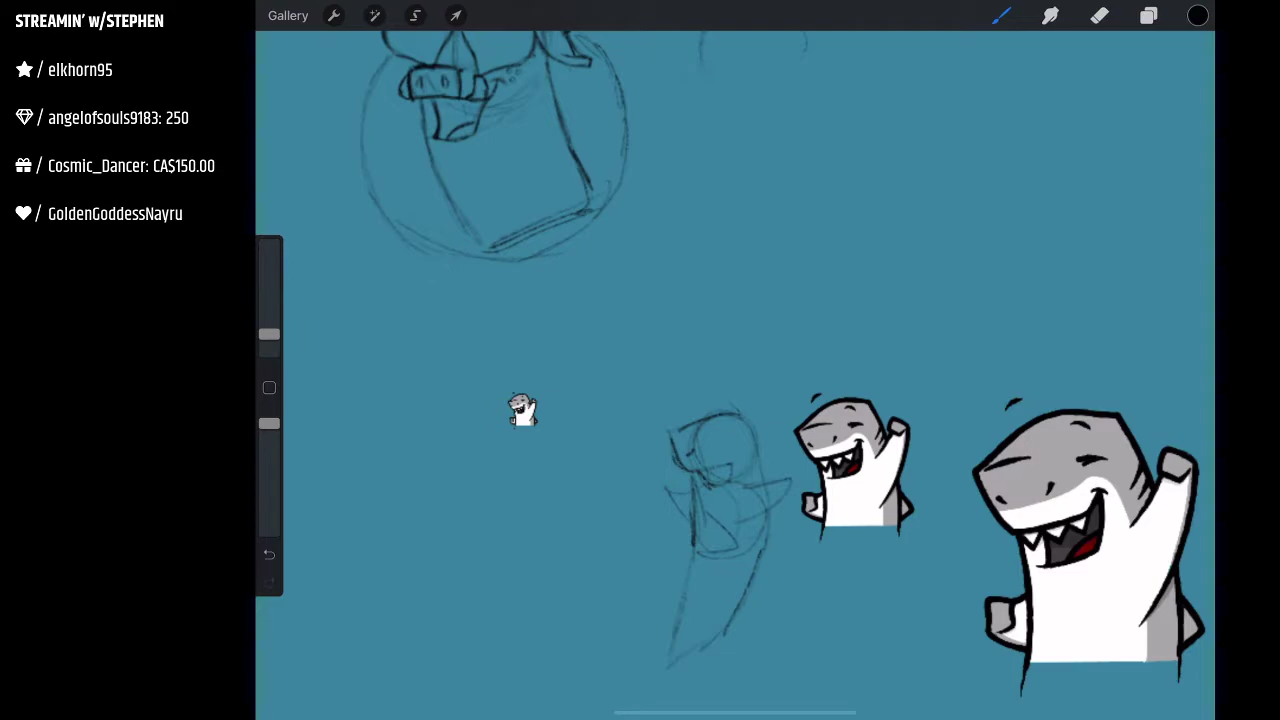 STREAMIN' w/STEPHEN
/ elkhorn95
/ angelofsouls9183: 250
/ Cosmic_Dancer: CA$150.00
/ GoldenGoddessNayru
Gallery